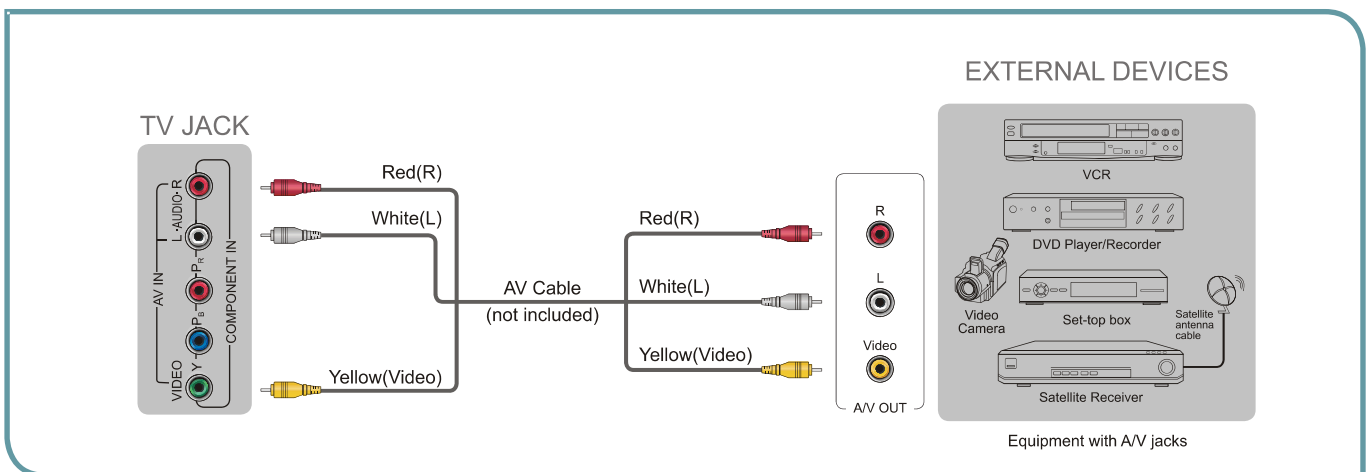 TV JACK
AV IN
VIDEO
L - AUDIO - R
Y
PB
PR
COMPONENT IN
Red(R)
White(L)
Yellow(Video)
AV Cable
(not included)
Red(R)
White(L)
Yellow(Video)
R
L
Video
A/V OUT
EXTERNAL DEVICES
VCR
DVD Player/Recorder
Video
Camera
Set-top box
Satellite
antenna
cable
Satellite Receiver
Equipment with A/V jacks